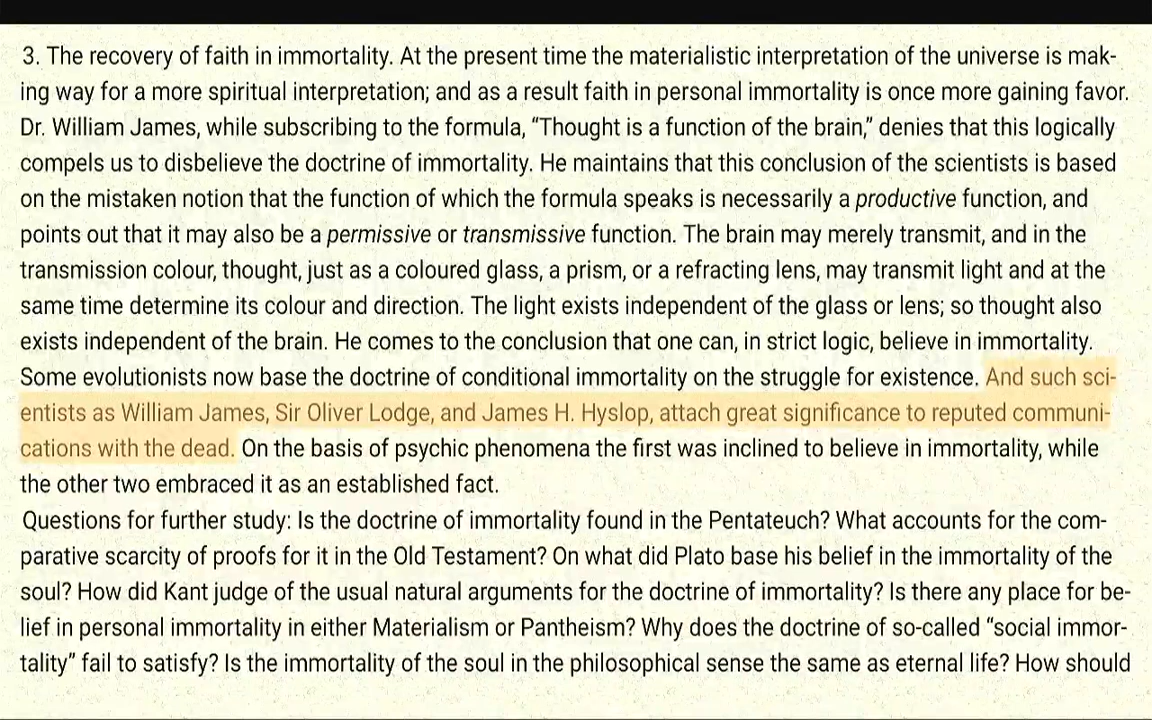 3. The recovery of faith in immortality. At the present time the materialistic interpretation of the universe is mak-
ing way for a more spiritual interpretation; and as a result faith in personal immortality is once more gaining favor.
Dr. William James, while subscribing to the formula, “Thought is a function of the brain,” denies that this logically
compels us to disbelieve the doctrine of immortality. He maintains that this conclusion of the scientists is based
on the mistaken notion that the function of which the formula speaks is necessarily a productive function, and
points out that it may also be a permissive or transmissive function. The brain may merely transmit, and in the
transmission colour, thought, just as a coloured glass, a prism, or a refracting lens, may transmit light and at the
same time determine its colour and direction. The light exists independent of the glass or lens; so thought also
exists independent of the brain. He comes to the conclusion that one can, in strict logic, believe in immortality.
Some evolutionists now base the doctrine of conditional immortality on the struggle for existence. And such sci-
entists as William James, Sir Oliver Lodge, and James H. Hyslop, attach great significance to reputed communi-
cations with the dead. On the basis of psychic phenomena the first was inclined to believe in immortality, while
the other two embraced it as an established fact.
Questions for further study: Is the doctrine of immortality found in the Pentateuch? What accounts for the com-
parative scarcity of proofs for it in the Old Testament? On what did Plato base his belief in the immortality of the
soul? How did Kant judge of the usual natural arguments for the doctrine of immortality? Is there any place for be-
lief in personal immortality in either Materialism or Pantheism? Why does the doctrine of so-called “social immor-
tality” fail to satisfy? Is the immortality of the soul in the philosophical sense the same as eternal life? How should